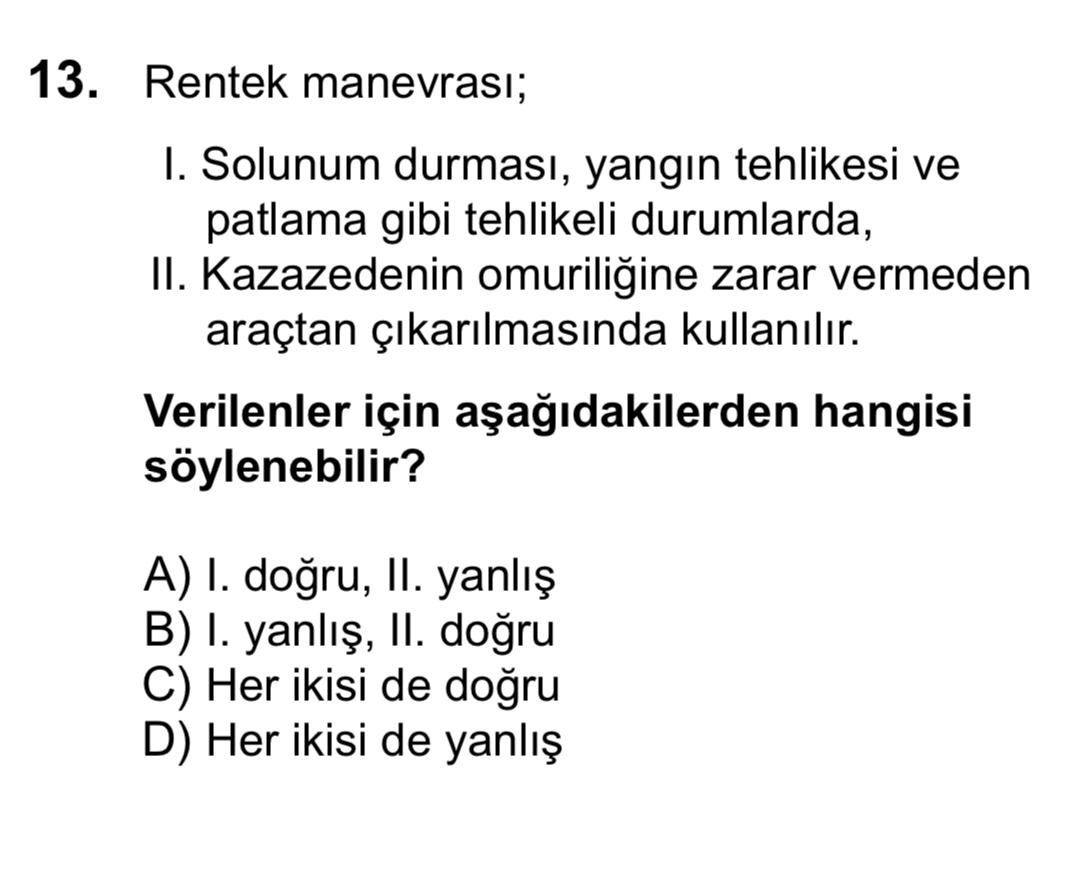 13. Rentek manevrası;
I. Solunum durması, yangın tehlikesi ve
patlama gibi tehlikeli durumlarda,
II. Kazazedenin omuriliğine zarar vermeden
araçtan çıkarılmasında kullanılır.
Verilenler için aşağıdakilerden hangisi
söylenebilir?
A) I. doğru, II. yanlış
B) I. yanlış, II. doğru
C) Her ikisi de doğru
D) Her ikisi de yanlış